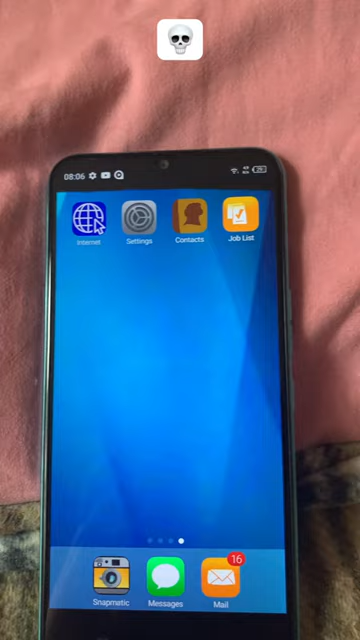 08:06
Internet
Settings
Contacts
Job List
16
Snapmatic
Messages
Mail